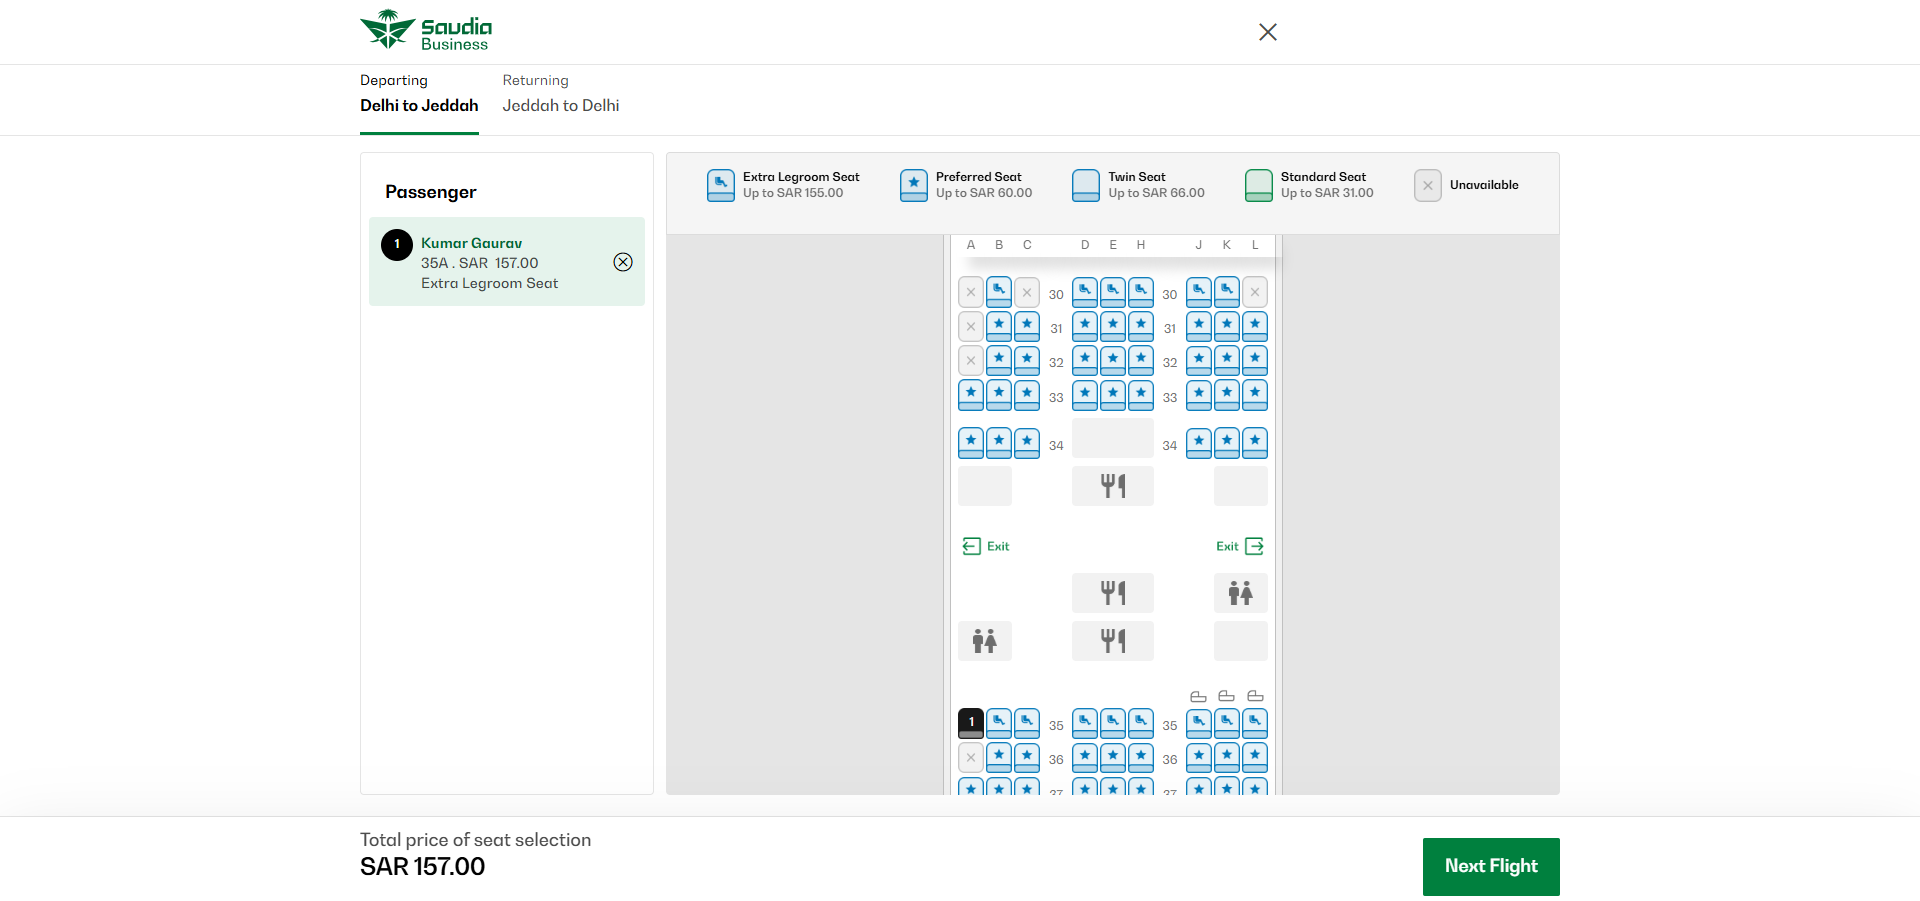 Saudia
Business
Departing
Delhi to Jeddah
Returning
Jeddah to Delhi
Passenger
1
Kumar Gaurav
35A . SAR 157.00
Extra Legroom Seat
Extra Legroom Seat
Up to SAR 155.00
Preferred Seat
Up to SAR 60.00
Twin Seat
Up to SAR 66.00
Standard Seat
Up to SAR 31.00
Unavailable
A B C D E H J K L
30 30
31 31
32 32
33 33
34 34
Exit Exit
1 35 35
36 36
37 37
Total price of seat selection
SAR 157.00
Next Flight